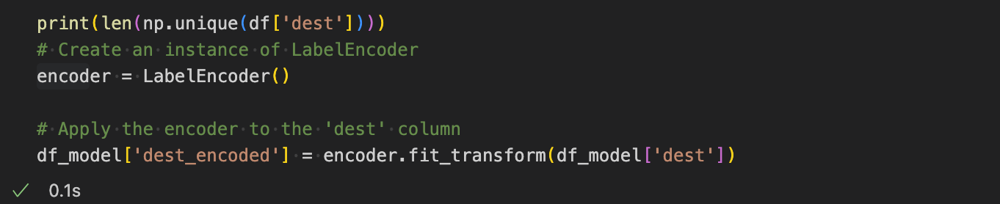 print(len(np.unique(df['dest'])))
# Create an instance of LabelEncoder
encoder = LabelEncoder()
# Apply the encoder to the 'dest' column
df_model['dest_encoded'] = encoder.fit_transform(df_model['dest'])
✓ 0.1s